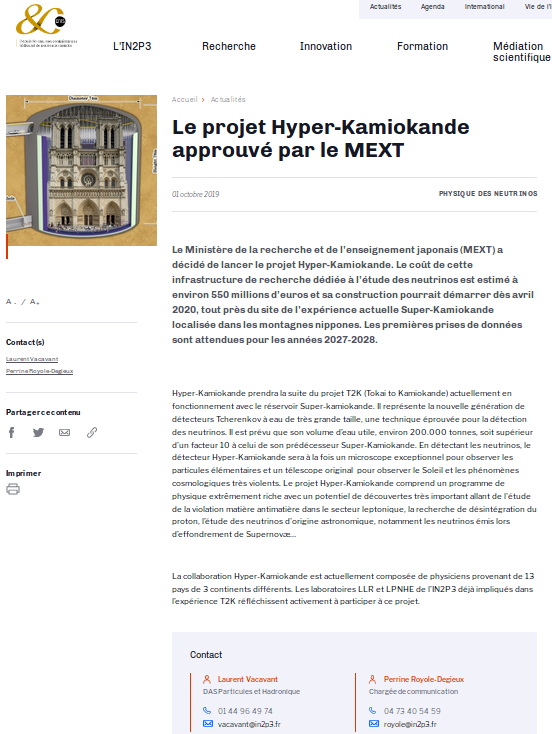 Actualités Agenda International Vie de l'I
L'IN2P3 Recherche Innovation Formation Médiation
scientifique
Accueil > Actualités
Le projet Hyper-Kamiokande
approuvé par le MEXT
01 octobre 2019
PHYSIQUE DES NEUTRINOS
Le Ministère de la recherche et de l'enseignement japonais (MEXT) a
décidé de lancer le projet Hyper-Kamiokande. Le coût de cette
infrastructure de recherche dédiée à l'étude des neutrinos est estimé à
environ 550 millions d'euros et sa construction pourrait démarrer dès avril
2020, tout près du site de l'expérience actuelle Super-Kamiokande
localisée dans les montagnes nippones. Les premières prises de données
sont attendues pour les années 2027-2028.
A- / A+
Contact(s)
Laurent Vacavant
Perrine Royole-Degieux
Partager ce contenu
Imprimer
Hyper-Kamiokande prendra la suite du projet T2K (Tokai to Kamiokande) actuellement en
fonctionnement avec le réservoir Super-kamiokande. Il représente la nouvelle génération de
détecteurs Tcherenkov à eau de très grande taille, une technique éprouvée pour la détection
des neutrinos. Il est prévu que son volume d'eau utile, environ 200.000 tonnes, soit supérieur
d'un facteur 10 à celui de son prédécesseur Super-Kamiokande. En détectant les neutrinos, le
détecteur Hyper-Kamiokande sera à la fois un microscope exceptionnel pour observer les
particules élémentaires et un télescope original pour observer le Soleil et les phénomènes
cosmologiques très violents. Le projet Hyper-Kamiokande comprend un programme de
physique extrêmement riche avec un potentiel de découvertes très important allant de l'étude
de la violation matière antimatière dans le secteur leptonique, la recherche de désintégration du
proton, l'étude des neutrinos d'origine astronomique, notamment les neutrinos émis lors
d'effondrement de Supernovæ...
La collaboration Hyper-Kamiokande est actuellement composée de physiciens provenant de 13
pays de 3 continents différents. Les laboratoires LLR et LPNHE de l'IN2P3 déjà impliqués dans
l'expérience T2K réfléchissent activement à participer à ce projet.
Contact
Laurent Vacavant
DAS Particules et Hadronique
01 44 96 49 74
vacavant@in2p3.fr
Perrine Royole-Degieux
Chargée de communication
04 73 40 54 59
royole@in2p3.fr